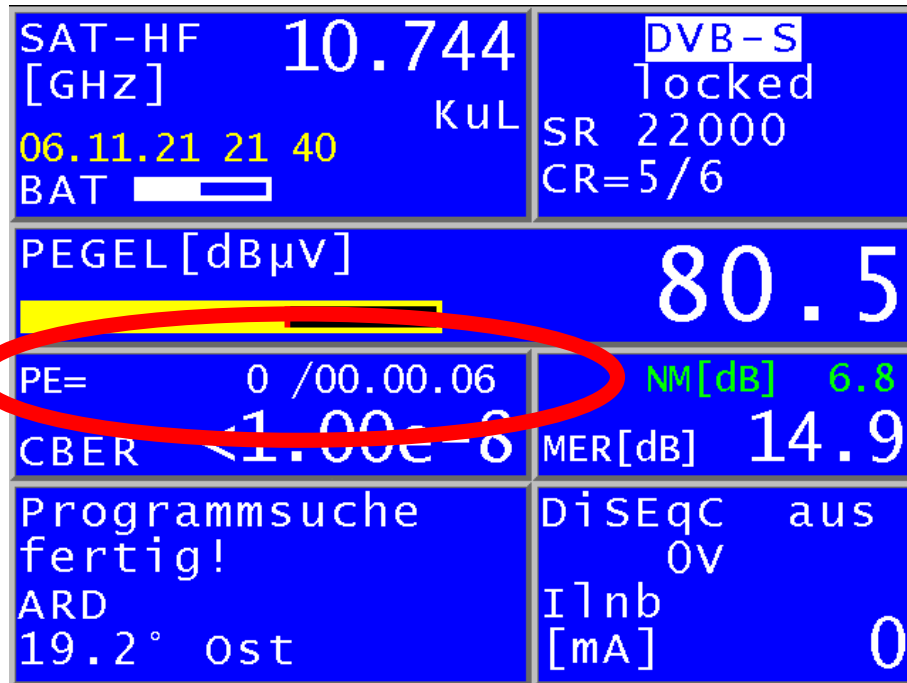 SAT-HF 10.744
[GHz]
KuL
06.11.21 21 40
BAT
DVB-S
locked
SR 22000
CR=5/6
PEGEL[dBµV] 80.5
PE= 0 /00.00.06
CBER <1.00e-8
NM[dB] 6.8
MER[dB] 14.9
Programmsuche
fertig!
ARD
19.2° Ost
DiSEqC aus
0V
Ilnb
[mA] 0